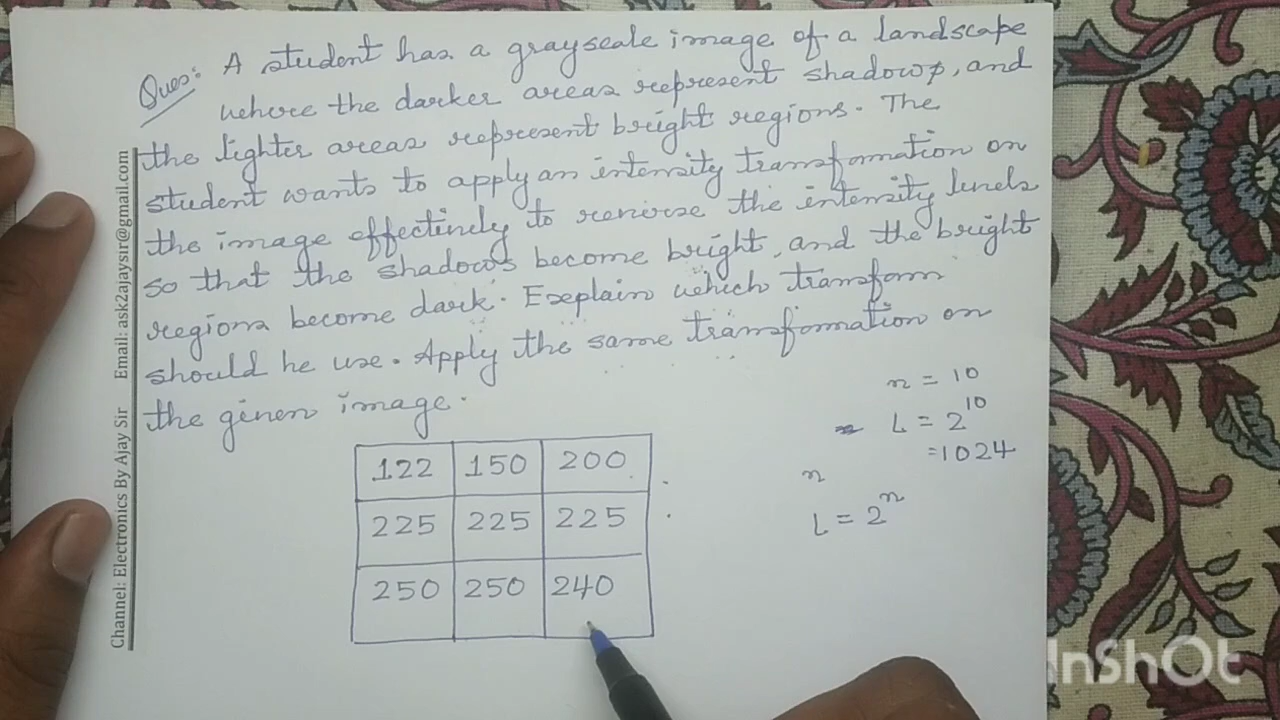 Ques: A student has a grayscale image of a landscape
where the darker areas represent shadows, and
the lighter areas represent bright regions. The
student wants to apply an intensity transformation on
the image effectively to reverse the intensity levels
so that the shadows become bright, and the bright
regions become dark. Explain which transform
should he use. Apply the same transformation on
the given image.
122 150 200
225 225 225
250 250 240
n = 10
L = 2^10
=1024
n
L = 2^n
Channel: Electronics By Ajay Sir Email: ask2ajaysir@gmail.com
InShOt